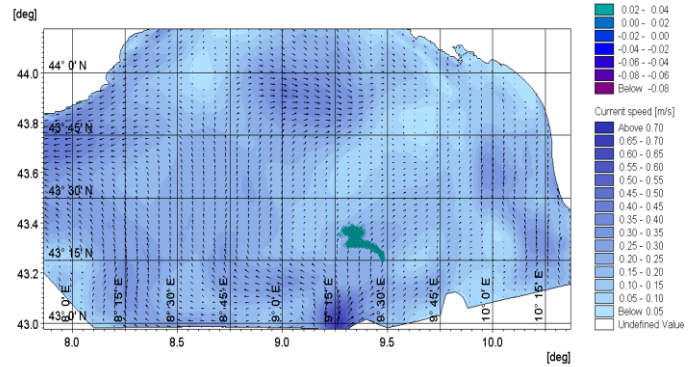 [deg]
44.0
43.8
43.6
43.4
43.2
43.0
44° 0' N
43° 45' N
43° 30' N
43° 15' N
43° 0' N
8° 0' E
8° 15' E
8° 30' E
8° 45' E
9° 0' E
9° 15' E
9° 30' E
9° 45' E
10° 0' E
10° 15' E
8.0
8.5
9.0
9.5
10.0
[deg]
0.02 - 0.04
0.00 - 0.02
-0.02 - 0.00
-0.04 - -0.02
-0.06 - -0.04
-0.08 - -0.06
Below -0.08
Current speed [m/s]
Above 0.70
0.65 - 0.70
0.60 - 0.65
0.55 - 0.60
0.50 - 0.55
0.45 - 0.50
0.40 - 0.45
0.35 - 0.40
0.30 - 0.35
0.25 - 0.30
0.20 - 0.25
0.15 - 0.20
0.10 - 0.15
0.05 - 0.10
Below 0.05
Undefined Value